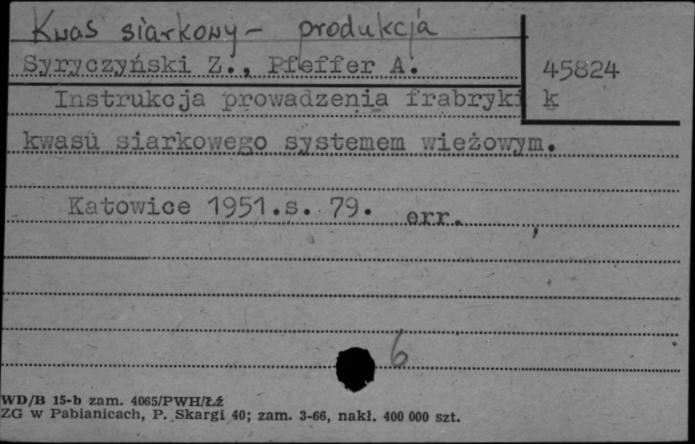 Kwas siarkowy - produkcja
Syryczyński Z., Pfeffer A.
45824
Instrukcja prowadzenia frabryki k
kwasu siarkowego systemem wieżowym.
Katowice 1951.s. 79. err.
6
WD/B 15-b zam. 4065/PWH/Łź
ZG w Pabianicach, P. Skargi 40; zam. 3-66, nakł. 400 000 szt.